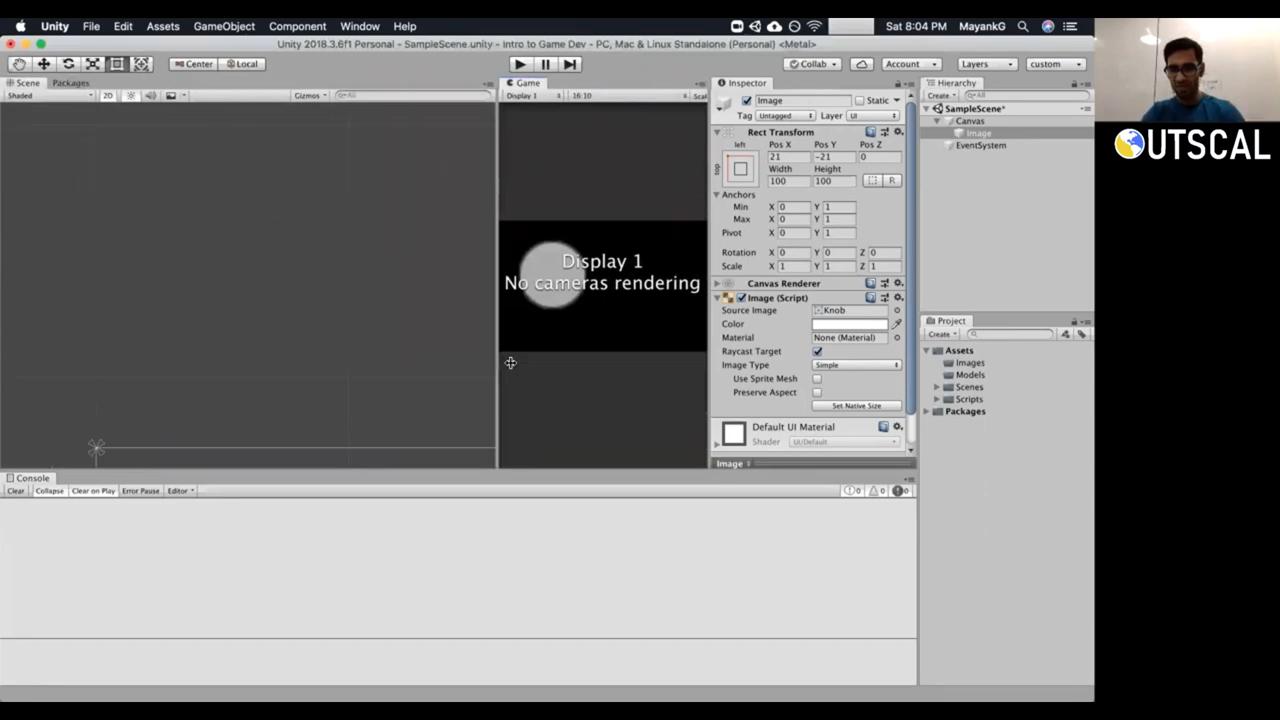 Unity File Edit Assets GameObject Component Window Help Sat 8:04 PM MayankG
Unity 2018.3.6f1 Personal - SampleScene.unity - Intro to Game Dev - PC, Mac & Linux Standalone (Personal) <Metal>
Center Local Collab Account Layers custom
Scene Packages
Shaded 2D Gizmos All
Game
Display 1 16:10 Scal
Display 1
No cameras rendering
Inspector
Image Static
Tag Untagged Layer UI
Rect Transform
left Pos X Pos Y Pos Z
top 21 -21 0
Width Height
100 100 R
Anchors
Min X 0 Y 1
Max X 0 Y 1
Pivot X 0 Y 1
Rotation X 0 Y 0 Z 0
Scale X 1 Y 1 Z 1
Canvas Renderer
Image (Script)
Source Image Knob
Color
Material None (Material)
Raycast Target
Image Type Simple
Use Sprite Mesh
Preserve Aspect
Set Native Size
Default UI Material
Shader UI/Default
Image
Hierarchy
Create All
SampleScene*
Canvas
Image
EventSystem
Project
Create
Assets
Images
Models
Scenes
Scripts
Packages
Console
Clear Collapse Clear on Play Error Pause Editor 0 0 0
OUTSCAL